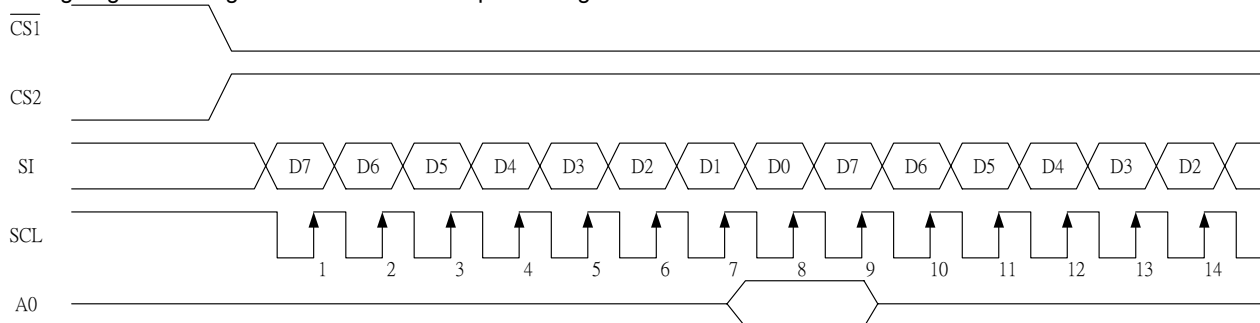 CS1
CS2
SI D7 D6 D5 D4 D3 D2 D1 D0 D7 D6 D5 D4 D3 D2
SCL
1 2 3 4 5 6 7 8 9 10 11 12 13 14
A0